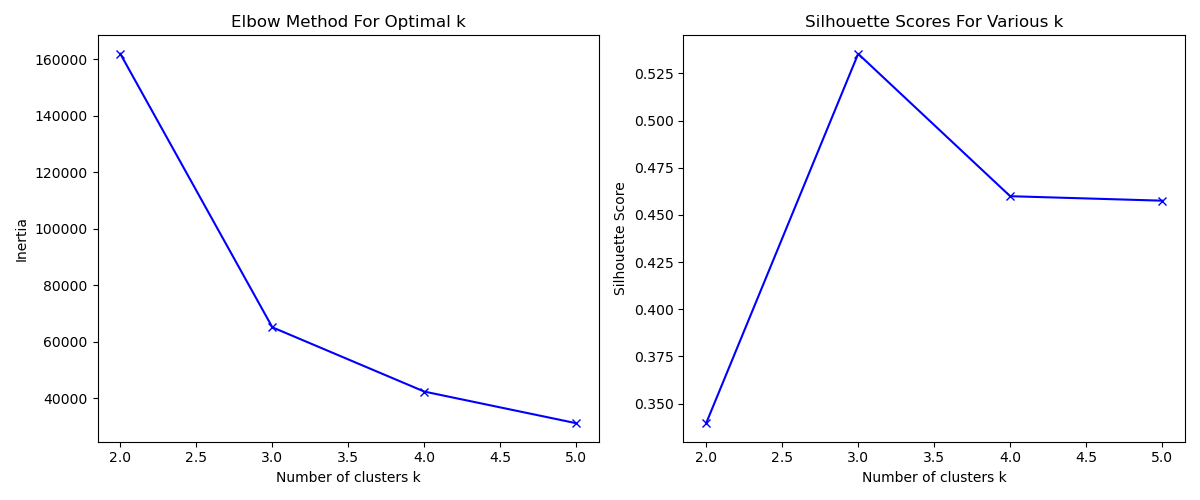 Elbow Method For Optimal k
160000
140000
120000
100000
80000
60000
40000
Inertia
2.0 2.5 3.0 3.5 4.0 4.5 5.0
Number of clusters k
Silhouette Scores For Various k
0.525
0.500
0.475
0.450
0.425
0.400
0.375
0.350
Silhouette Score
2.0 2.5 3.0 3.5 4.0 4.5 5.0
Number of clusters k